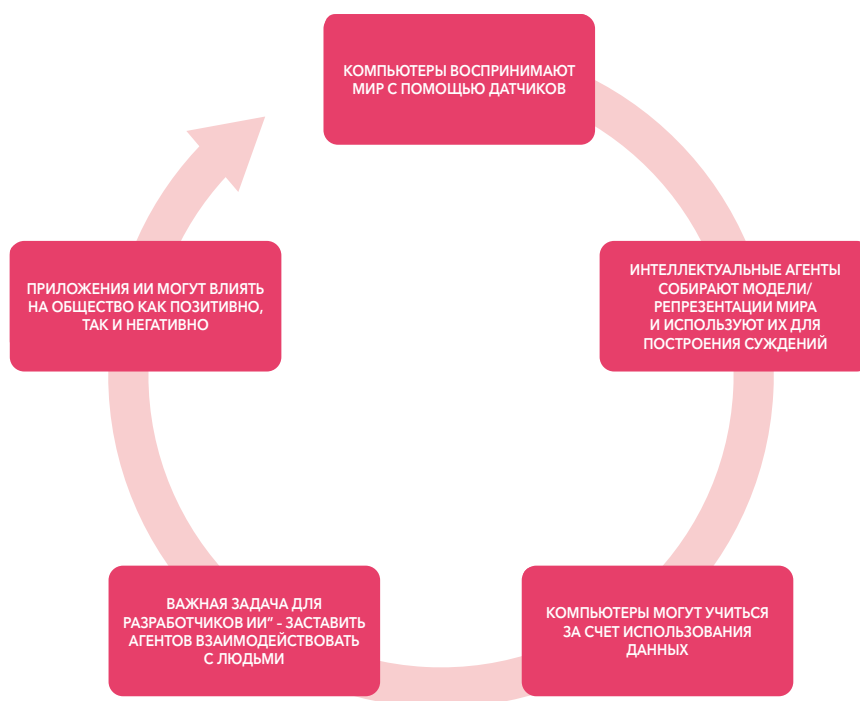 КОМПЬЮТЕРЫ ВОСПРИНИМАЮТ
МИР С ПОМОЩЬЮ ДАТЧИКОВ
ИНТЕЛЛЕКТУАЛЬНЫЕ АГЕНТЫ
СОБИРАЮТ МОДЕЛИ/
РЕПРЕЗЕНТАЦИИ МИРА
И ИСПОЛЬЗУЮТ ИХ ДЛЯ
ПОСТРОЕНИЯ СУЖДЕНИЙ
КОМПЬЮТЕРЫ МОГУТ УЧИТЬСЯ
ЗА СЧЕТ ИСПОЛЬЗОВАНИЯ
ДАННЫХ
ВАЖНАЯ ЗАДАЧА ДЛЯ
РАЗРАБОТЧИКОВ ИИ” – ЗАСТАВИТЬ
АГЕНТОВ ВЗАИМОДЕЙСТВОВАТЬ
С ЛЮДЬМИ
ПРИЛОЖЕНИЯ ИИ МОГУТ ВЛИЯТЬ
НА ОБЩЕСТВО КАК ПОЗИТИВНО,
ТАК И НЕГАТИВНО